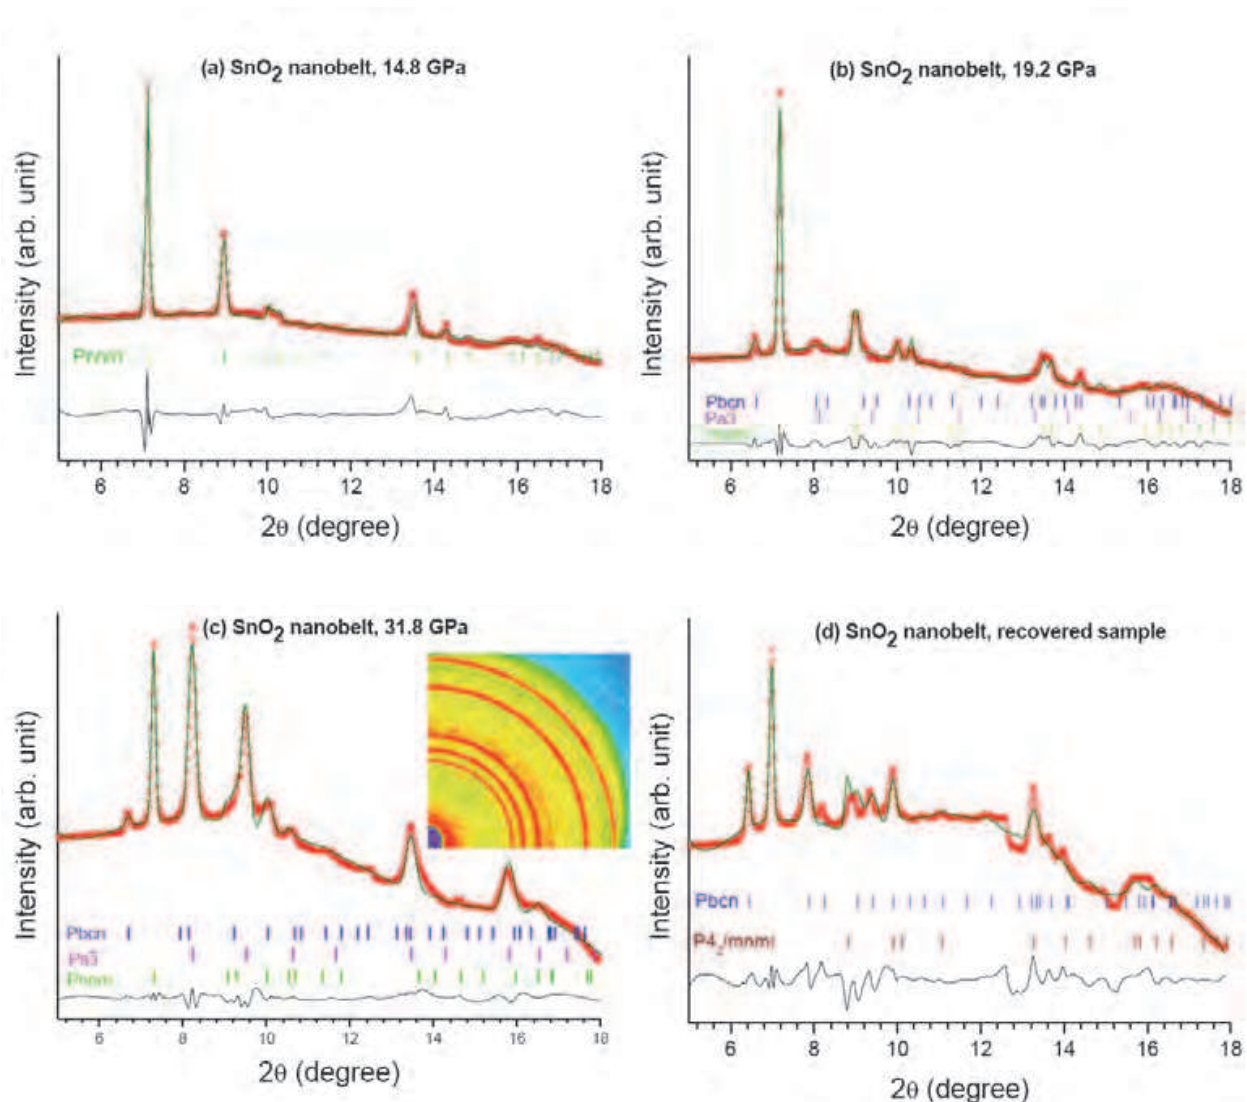 (a) SnO2 nanobelt, 14.8 GPa
Intensity (arb. unit)
Pnnm
6 8 10 12 14 16 18
2θ (degree)
(b) SnO2 nanobelt, 19.2 GPa
Intensity (arb. unit)
Pbcn
Pa3
6 8 10 12 14 16 18
2θ (degree)
(c) SnO2 nanobelt, 31.8 GPa
Intensity (arb. unit)
Pbcn
Pa3
Pnnm
6 8 10 12 14 16 18
2θ (degree)
(d) SnO2 nanobelt, recovered sample
Intensity (arb. unit)
Pbcn
P42/mnm
6 8 10 12 14 16 18
2θ (degree)